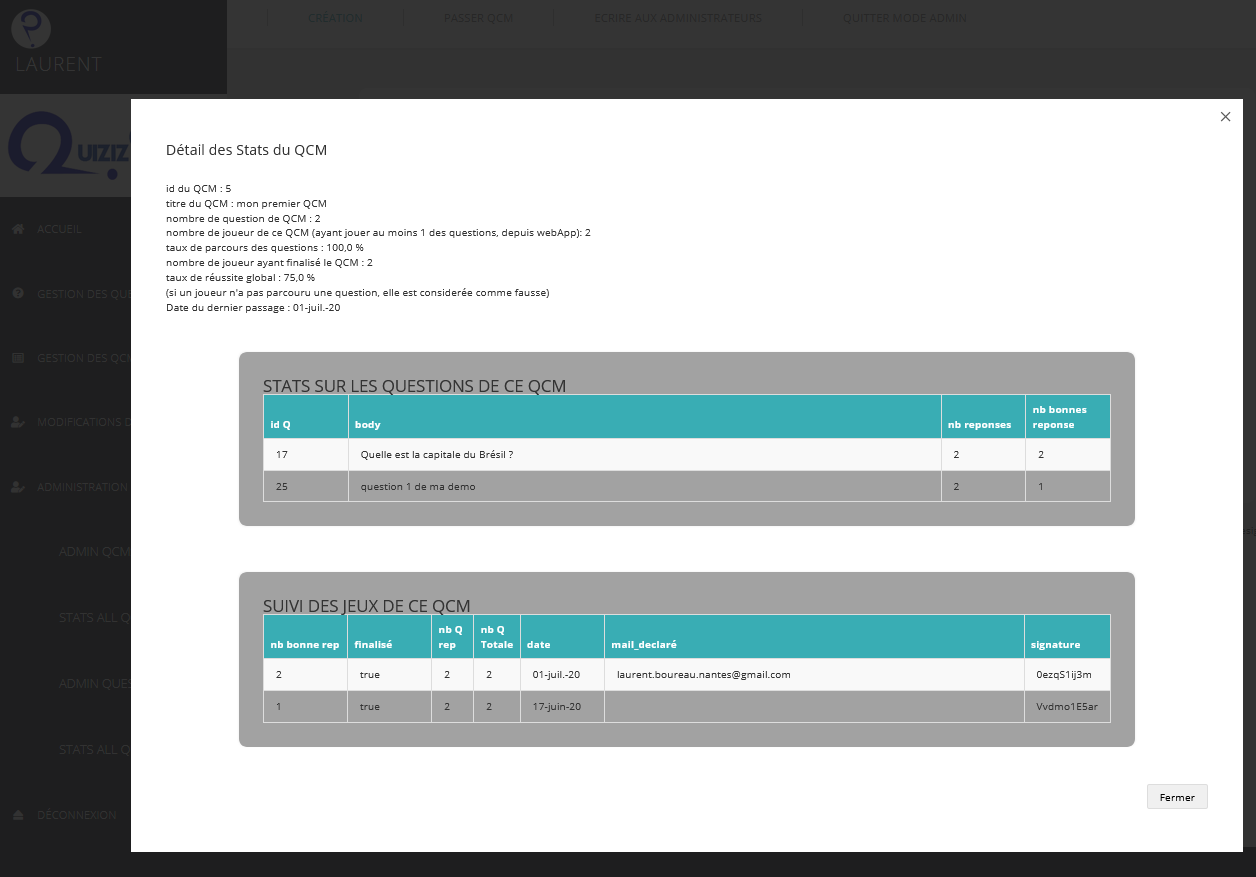 CRÉATION PASSER QCM ECRIRE AUX ADMINISTRATEURS QUITTER MODE ADMIN
LAURENT
QUIZIZ
ACCUEIL
GESTION DES QUE
GESTION DES QCM
MODIFICATIONS D
ADMINISTRATION
ADMIN QCM
STATS ALL Q
ADMIN QUES
STATS ALL Q
DÉCONNEXION
Détail des Stats du QCM
id du QCM : 5
titre du QCM : mon premier QCM
nombre de question de QCM : 2
nombre de joueur de ce QCM (ayant jouer au moins 1 des questions, depuis webApp): 2
taux de parcours des questions : 100,0 %
nombre de joueur ayant finalisé le QCM : 2
taux de réussite global : 75,0 %
(si un joueur n'a pas parcouru une question, elle est considerée comme fausse)
Date du dernier passage : 01-juil.-20
STATS SUR LES QUESTIONS DE CE QCM
id Q body nb reponses nb bonnes reponse
17 Quelle est la capitale du Brésil ? 2 2
25 question 1 de ma demo 2 1
SUIVI DES JEUX DE CE QCM
nb bonne rep finalisé nb Q rep nb Q Totale date mail_declaré signature
2 true 2 2 01-juil.-20 laurent.boureau.nantes@gmail.com 0ezqS1ij3m
1 true 2 2 17-juin-20 Vvdmo1E5ar
Fermer